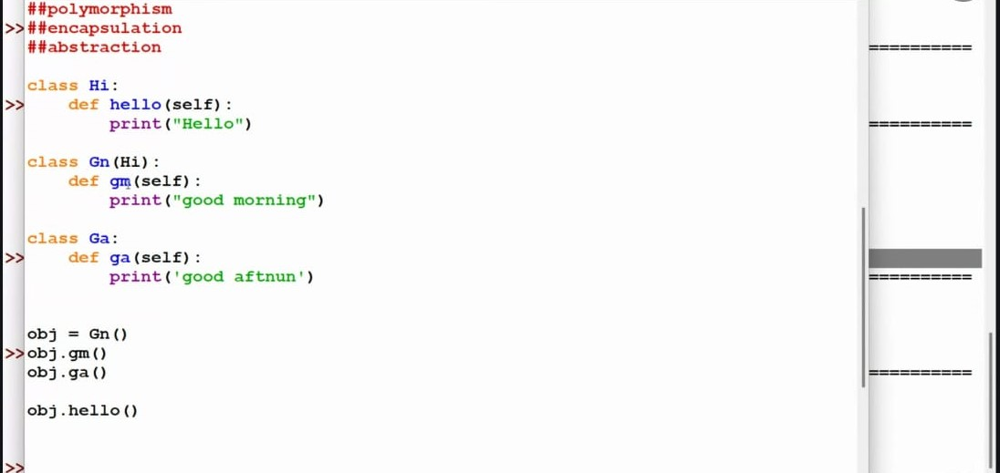 ##polymorphism
>>##encapsulation
##abstraction
class Hi:
>>    def hello(self):
        print("Hello")
class Gn(Hi):
    def gm(self):
        print("good morning")
class Ga:
>>    def ga(self):
        print('good aftnun')
obj = Gn()
>>obj.gm()
obj.ga()
obj.hello()
>>
==========
==========
==========
==========